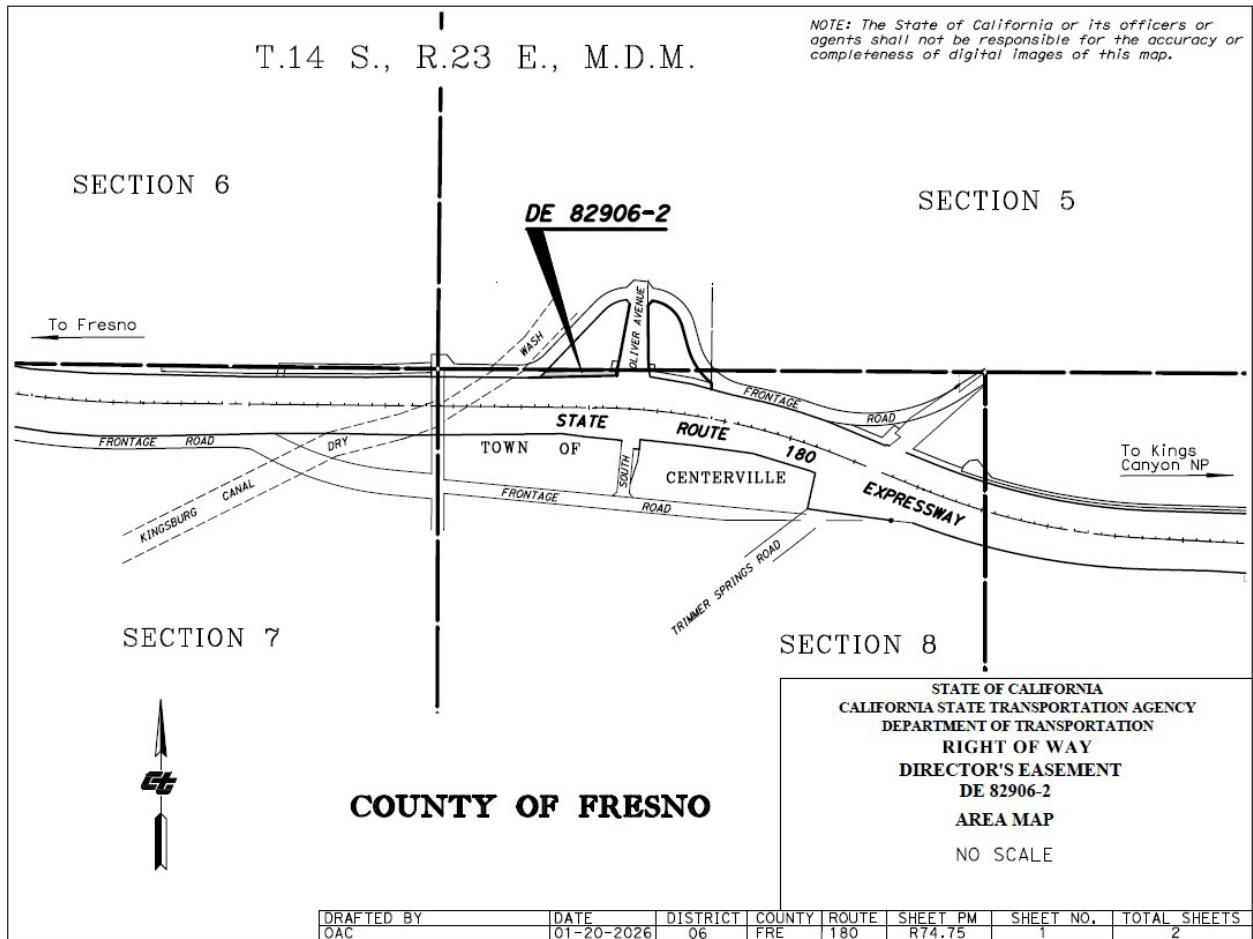 NOTE: The State of California or its officers or
agents shall not be responsible for the accuracy or
completeness of digital images of this map.
T.14 S., R.23 E., M.D.M.
SECTION 6
SECTION 5
DE 82906-2
To Fresno
WASH
OLIVER AVENUE
FRONTAGE ROAD
STATE ROUTE 180 EXPRESSWAY
FRONTAGE ROAD
DRY
TOWN OF
CENTERVILLE
SOUTH
To Kings
Canyon NP
KINGSBURG CANAL
FRONTAGE ROAD
TRIMMER SPRINGS ROAD
SECTION 7
SECTION 8
Ct
COUNTY OF FRESNO
STATE OF CALIFORNIA
CALIFORNIA STATE TRANSPORTATION AGENCY
DEPARTMENT OF TRANSPORTATION
RIGHT OF WAY
DIRECTOR'S EASEMENT
DE 82906-2
AREA MAP
NO SCALE
DRAFTED BY DATE DISTRICT COUNTY ROUTE SHEET PM SHEET NO. TOTAL SHEETS
OAC 01-20-2026 06 FRE 180 R74.75 1 2